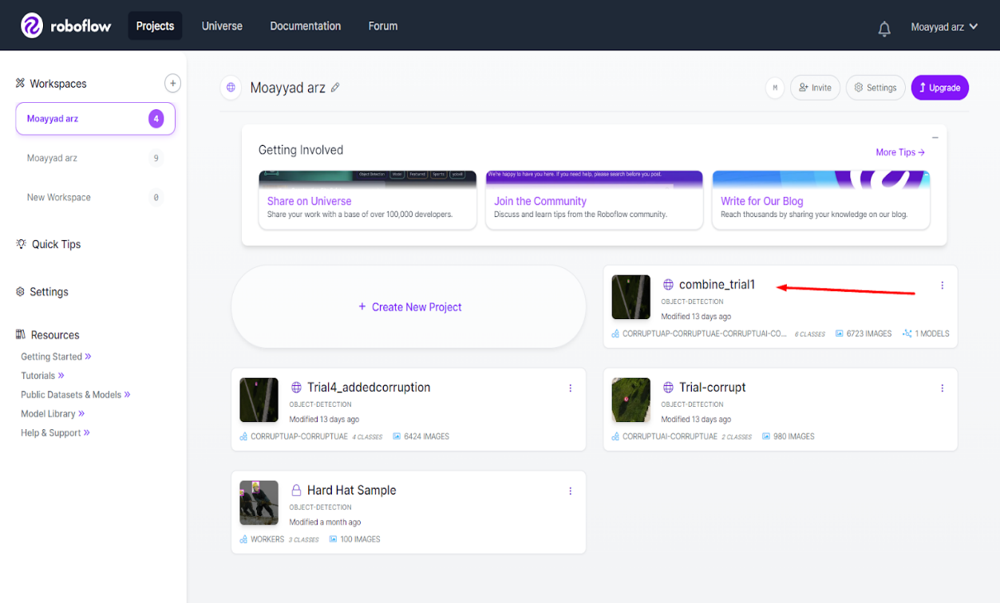 roboflow Projects Universe Documentation Forum Moayyad arz
Workspaces
Moayyad arz 4
Moayyad arz 9
New Workspace 0
Quick Tips
Settings
Resources
Getting Started »
Tutorials »
Public Datasets & Models »
Model Library »
Help & Support »
Moayyad arz M Invite Settings Upgrade
Getting Involved
More Tips →
Object Detection Model Featured Sports yolov8
Share on Universe
Share your work with a base of over 100,000 developers.
We're happy to have you here. If you need help, please search before you post.
Join the Community
Discuss and learn tips from the Roboflow community.
Write for Our Blog
Reach thousands by sharing your knowledge on our blog.
+ Create New Project
combine_trial1
OBJECT-DETECTION
Modified 13 days ago
CORRUPTUAP-CORRUPTUAE-CORRUPTUAI-CO... 6 CLASSES 6723 IMAGES 1 MODELS
Trial4_addedcorruption
OBJECT-DETECTION
Modified 13 days ago
CORRUPTUAP-CORRUPTUAE 4 CLASSES 6424 IMAGES
Trial-corrupt
OBJECT-DETECTION
Modified 13 days ago
CORRUPTUAI-CORRUPTUAE 2 CLASSES 980 IMAGES
Hard Hat Sample
OBJECT-DETECTION
Modified a month ago
WORKERS 3 CLASSES 100 IMAGES